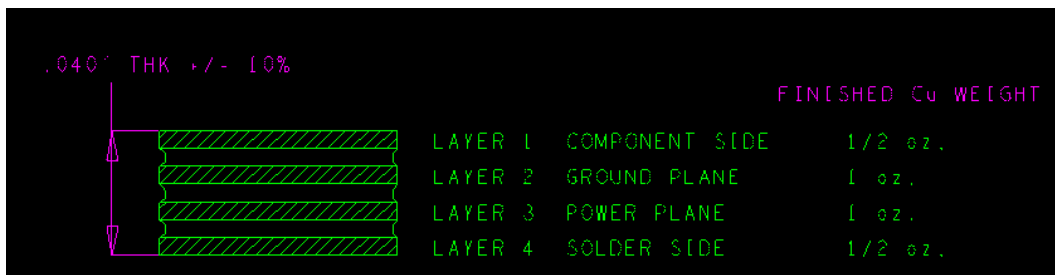 .040" THK +/- 10%
FINISHED Cu WEIGHT
LAYER 1 COMPONENT SIDE 1/2 oz.
LAYER 2 GROUND PLANE 1 oz.
LAYER 3 POWER PLANE 1 oz.
LAYER 4 SOLDER SIDE 1/2 oz.